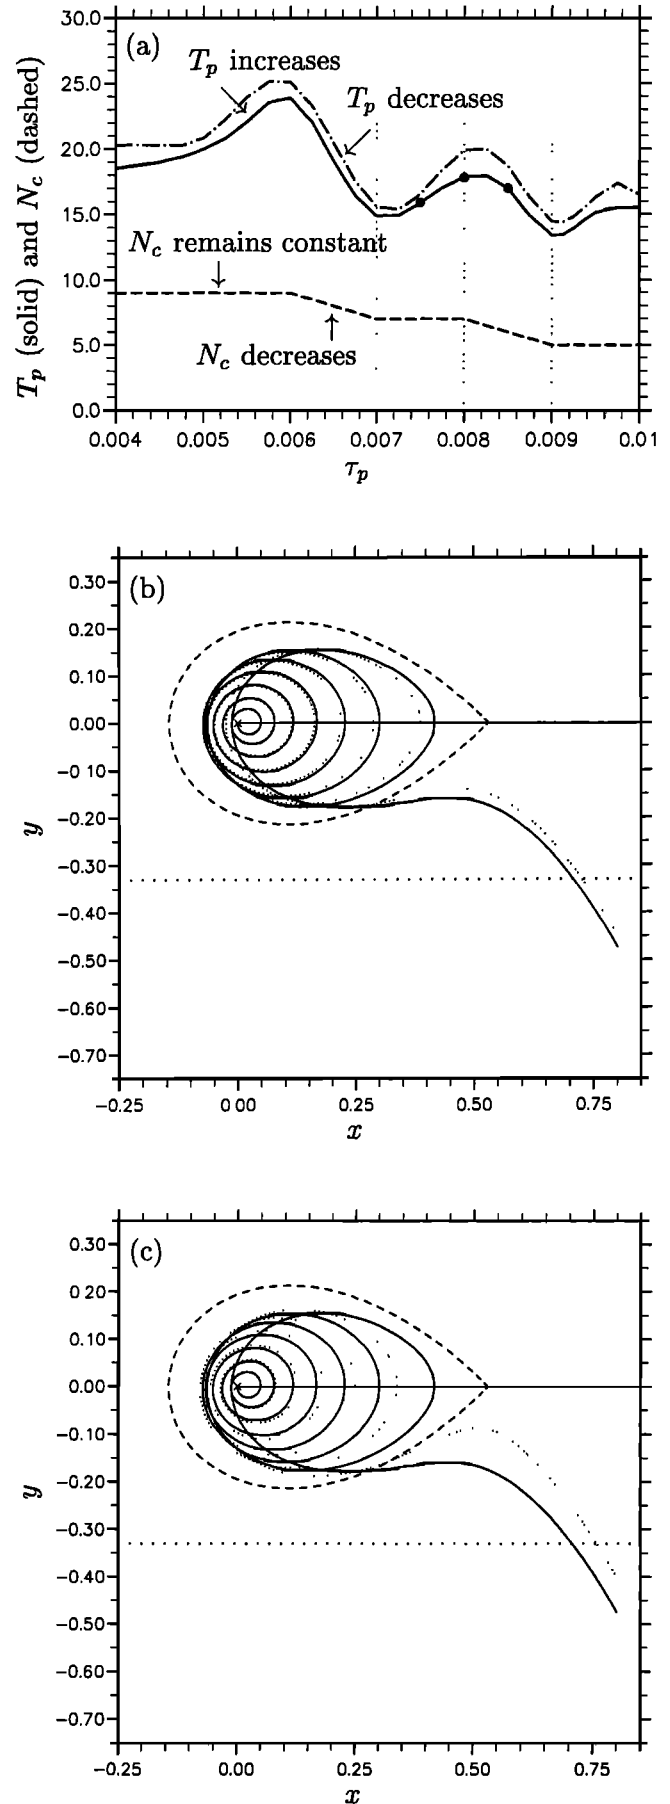 30.0
(a)
T_p increases
25.0
T_p decreases
20.0
15.0
N_c remains constant
10.0
5.0
N_c decreases
0.0
T_p (solid) and N_c (dashed)
0.004 0.005 0.006 0.007 0.008 0.009 0.01
τ_p
(b)
0.30
0.20
0.10
0.00
-0.10
-0.20
-0.30
-0.40
-0.50
-0.60
-0.70
y
-0.25 0.00 0.25 0.50 0.75
x
(c)
0.30
0.20
0.10
0.00
-0.10
-0.20
-0.30
-0.40
-0.50
-0.60
-0.70
y
-0.25 0.00 0.25 0.50 0.75
x